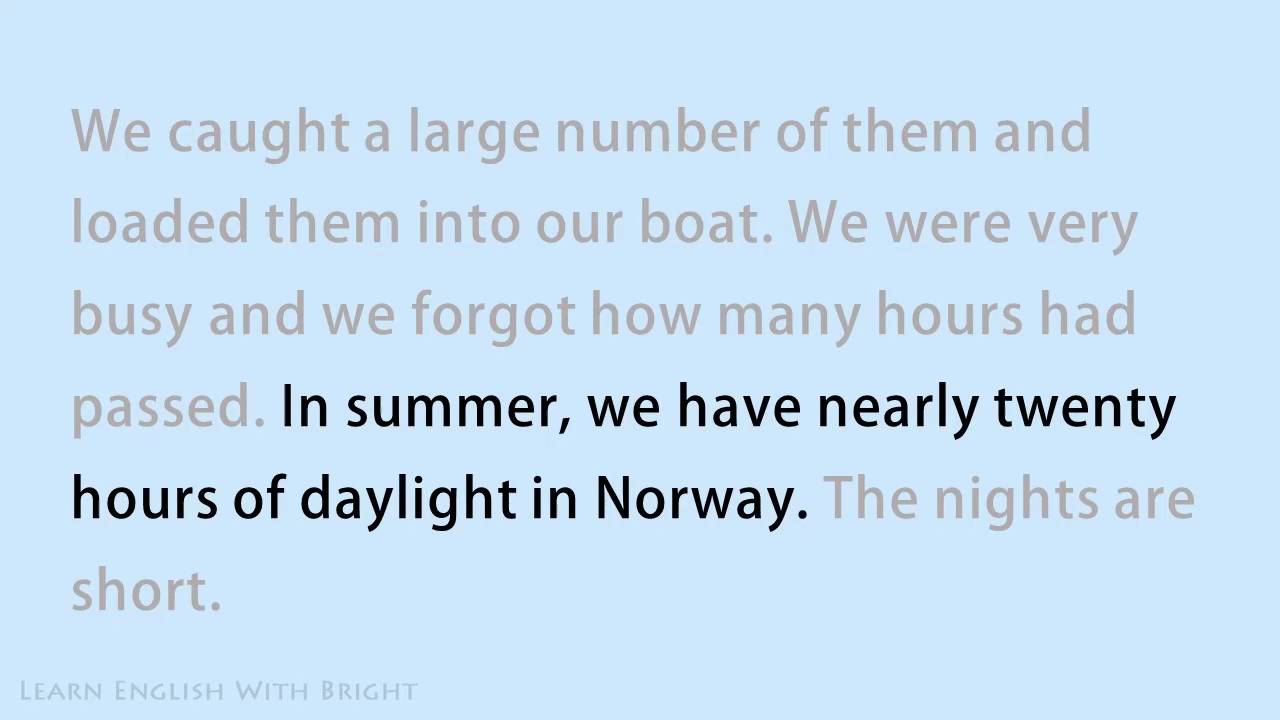 We caught a large number of them and
loaded them into our boat. We were very
busy and we forgot how many hours had
passed. In summer, we have nearly twenty
hours of daylight in Norway. The nights are
short.
Learn English With Bright